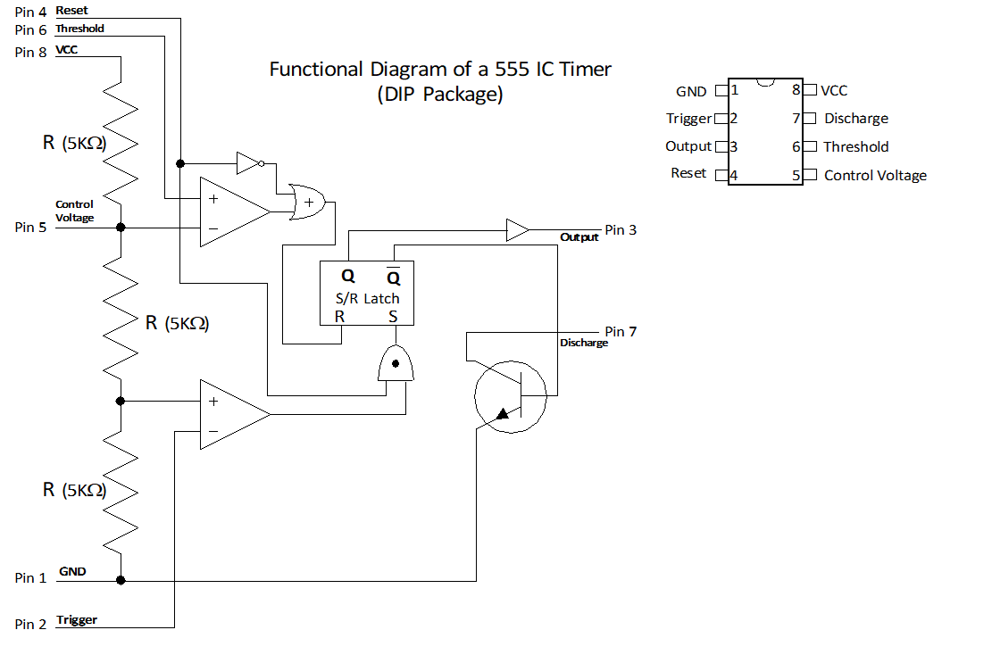 Pin 4 Reset
Pin 6 Threshold
Pin 8 VCC
Functional Diagram of a 555 IC Timer
(DIP Package)
GND 1 8 VCC
Trigger 2 7 Discharge
Output 3 6 Threshold
Reset 4 5 Control Voltage
R (5KΩ)
+
−
+
Control
Voltage
Pin 5
Output Pin 3
Q Q̅
S/R Latch
R S
R (5KΩ)
Pin 7
Discharge
+
−
R (5KΩ)
Pin 1 GND
Pin 2 Trigger